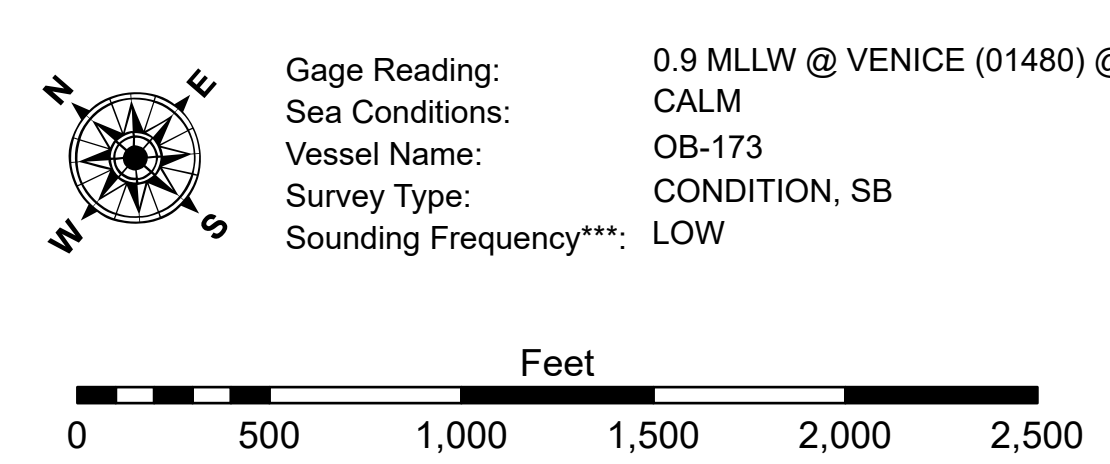 N
E
W
S
Gage Reading: 0.9 MLLW @ VENICE (01480) @
Sea Conditions: CALM
Vessel Name: OB-173
Survey Type: CONDITION, SB
Sounding Frequency***: LOW
Feet
0 500 1,000 1,500 2,000 2,500